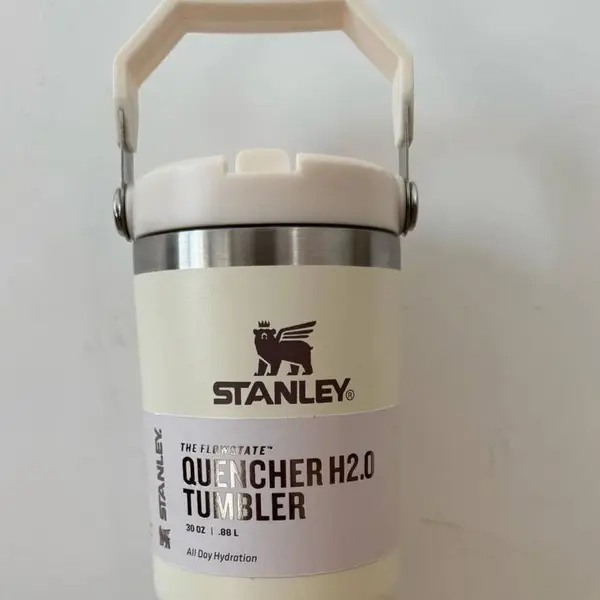 STANLEY®
STANLEY.
THE FLOWSTATE™
QUENCHER H2.0
TUMBLER
30 OZ | .88 L
All Day Hydration